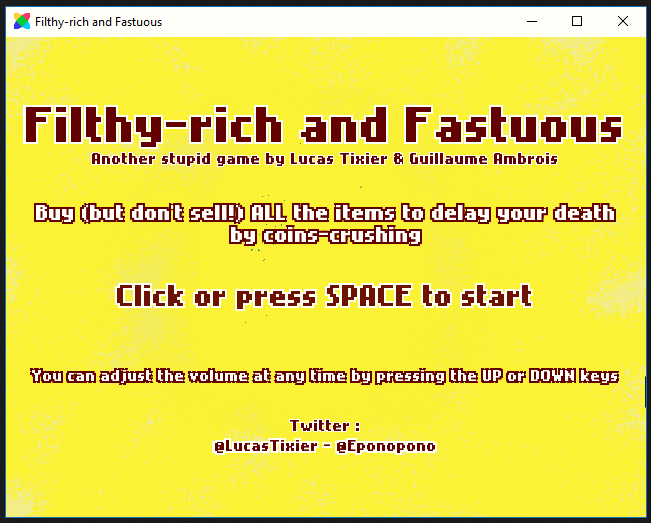 Filthy-rich and Fastuous
Filthy-rich and Fastuous
Another stupid game by Lucas Tixier & Guillaume Ambrois
Buy (but don't sell!) ALL the items to delay your death
by coins-crushing
Click or press SPACE to start
You can adjust the volume at any time by pressing the UP or DOWN keys
Twitter :
@LucasTixier - @Eponopono